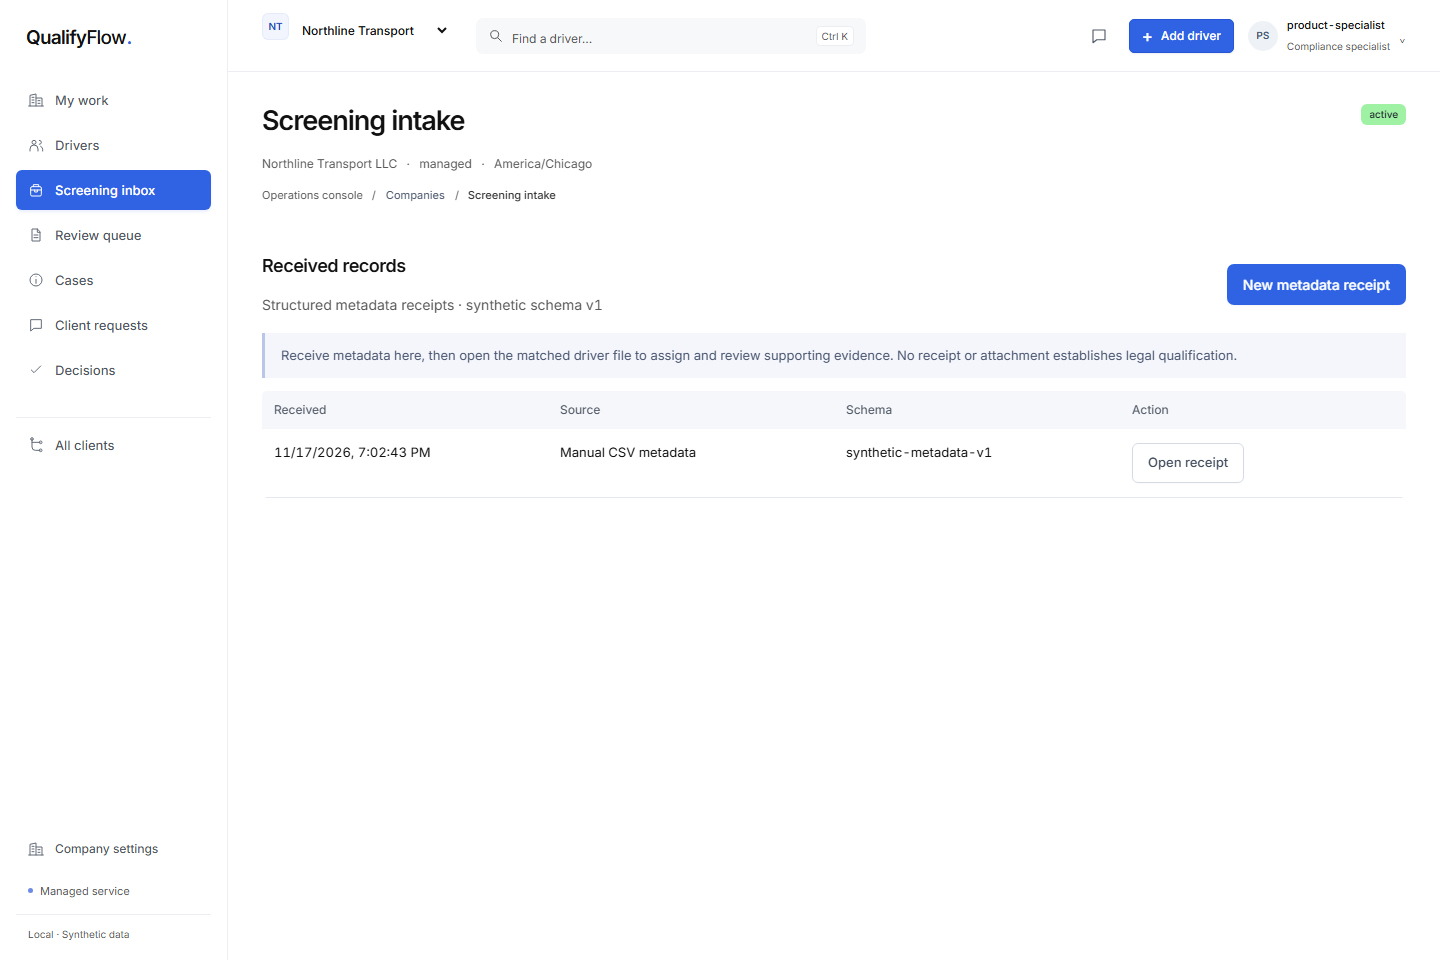 QualifyFlow.
NT
Northline Transport
Find a driver...
Ctrl K
+ Add driver
PS
product-specialist
Compliance specialist
My work
Drivers
Screening inbox
Review queue
Cases
Client requests
Decisions
All clients
Company settings
Managed service
Local · Synthetic data
Screening intake
active
Northline Transport LLC · managed · America/Chicago
Operations console / Companies / Screening intake
Received records
Structured metadata receipts · synthetic schema v1
New metadata receipt
Receive metadata here, then open the matched driver file to assign and review supporting evidence. No receipt or attachment establishes legal qualification.
Received Source Schema Action
11/17/2026, 7:02:43 PM Manual CSV metadata synthetic-metadata-v1 Open receipt